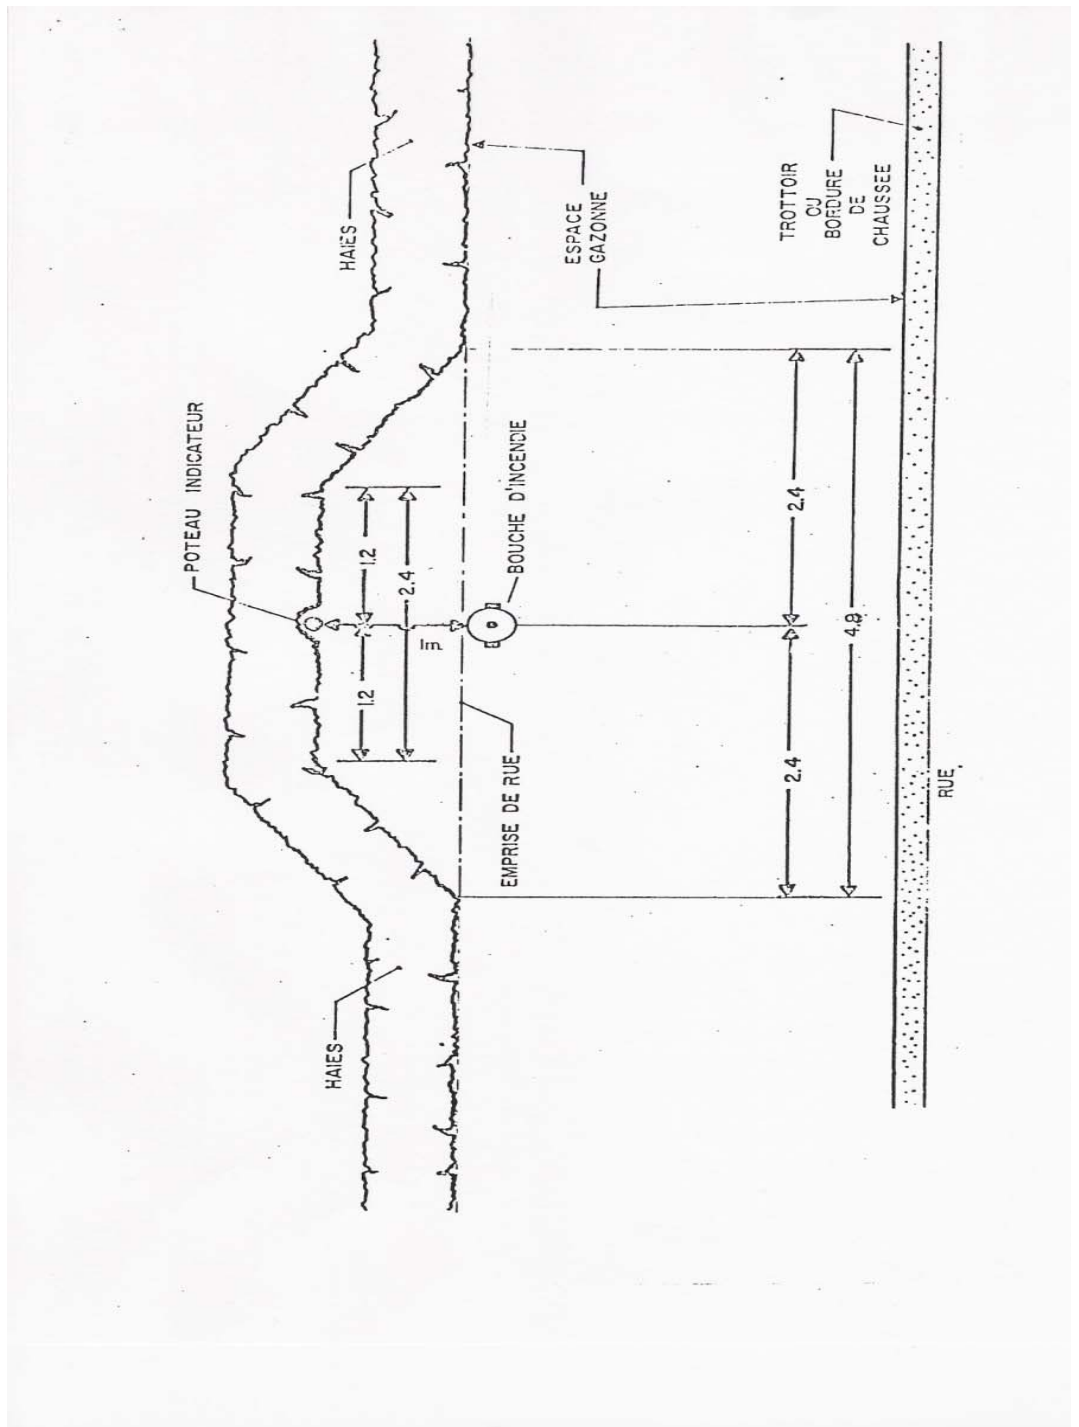 HAIES
POTEAU INDICATEUR
HAIES
1.2
1.2
2.4
EMPRISE DE RUE
BOUCHE D'INCENDIE
ESPACE
GAZONNE
2.4
2.4
4.8
TROTTOIR
OU
BORDURE
DE
CHAUSSEE
RUE